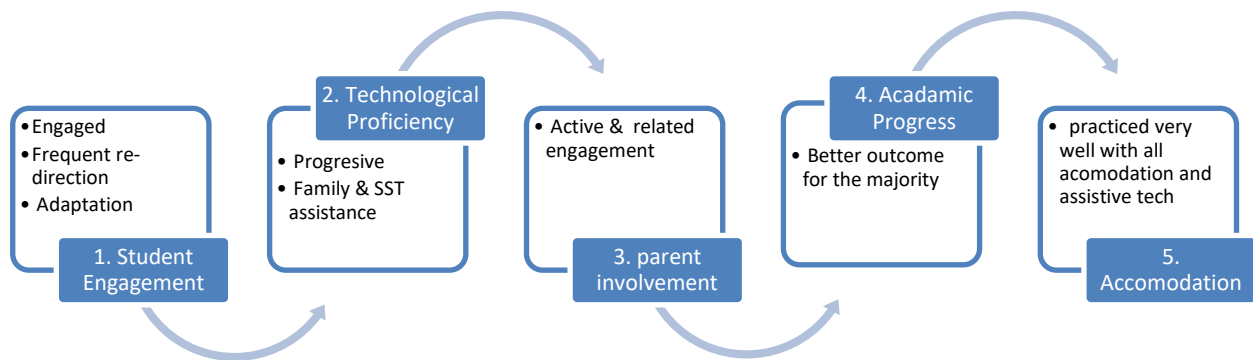 • Engaged
• Frequent re-
direction
• Adaptation
1. Student
Engagement
2. Technological
Proficiency
• Progresive
• Family & SST
assistance
• Active & related
engagement
3. parent
involvement
4. Acadamic
Progress
• Better outcome
for the majority
• practiced very
well with all
acomodation and
assistive tech
5.
Accomodation